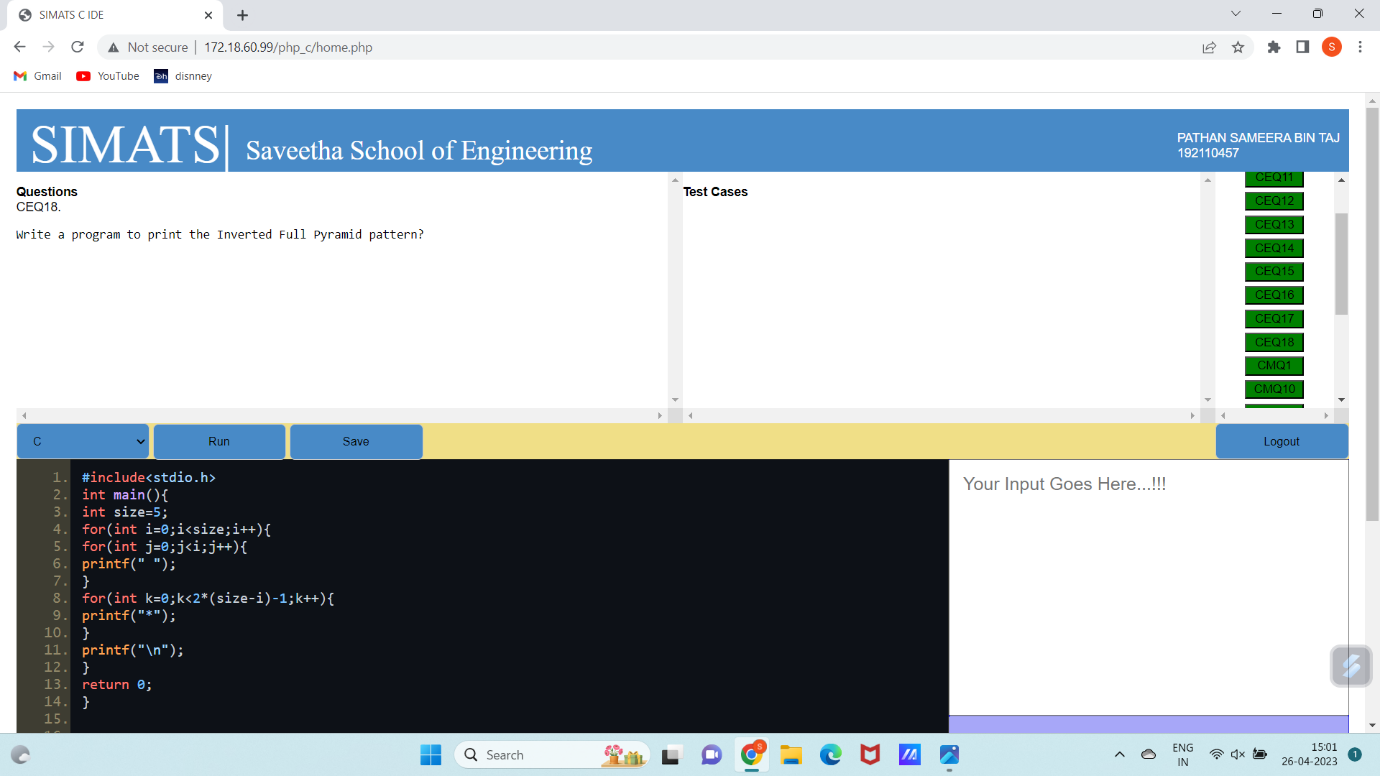 SIMATS C IDE
Not secure
172.18.60.99/php_c/home.php
S
Gmail
YouTube
disnney
SIMATS|
Saveetha School of Engineering
PATHAN SAMEERA BIN TAJ
192110457
Questions
CEQ18.
Write a program to print the Inverted Full Pyramid pattern?
Test Cases
CEQ11
CEQ12
CEQ13
CEQ14
CEQ15
CEQ16
CEQ17
CEQ18
CMQ1
CMQ10
C
Run
Save
Logout
1. #include<stdio.h>
2. int main(){
3. int size=5;
4. for(int i=0;i<size;i++){
5. for(int j=0;j<i;j++){
6. printf(" ");
7. }
8. for(int k=0;k<2*(size-i)-1;k++){
9. printf("*");
10. }
11. printf("\n");
12. }
13. return 0;
14. }
15.
Your Input Goes Here...!!!
Search
S
ENG
IN
15:01
26-04-2023
1